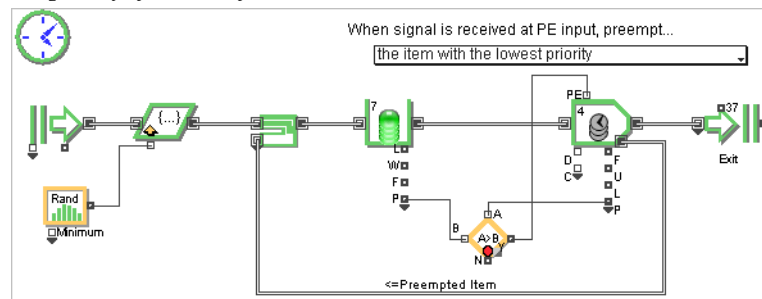 When signal is received at PE input, preempt...
the item with the lowest priority
7
PE
4
37
{...}
L
W
F
P
D
C
F
U
L
P
Exit
Rand
Minimum
A
B
A>B
Y
N
<=Preempted Item